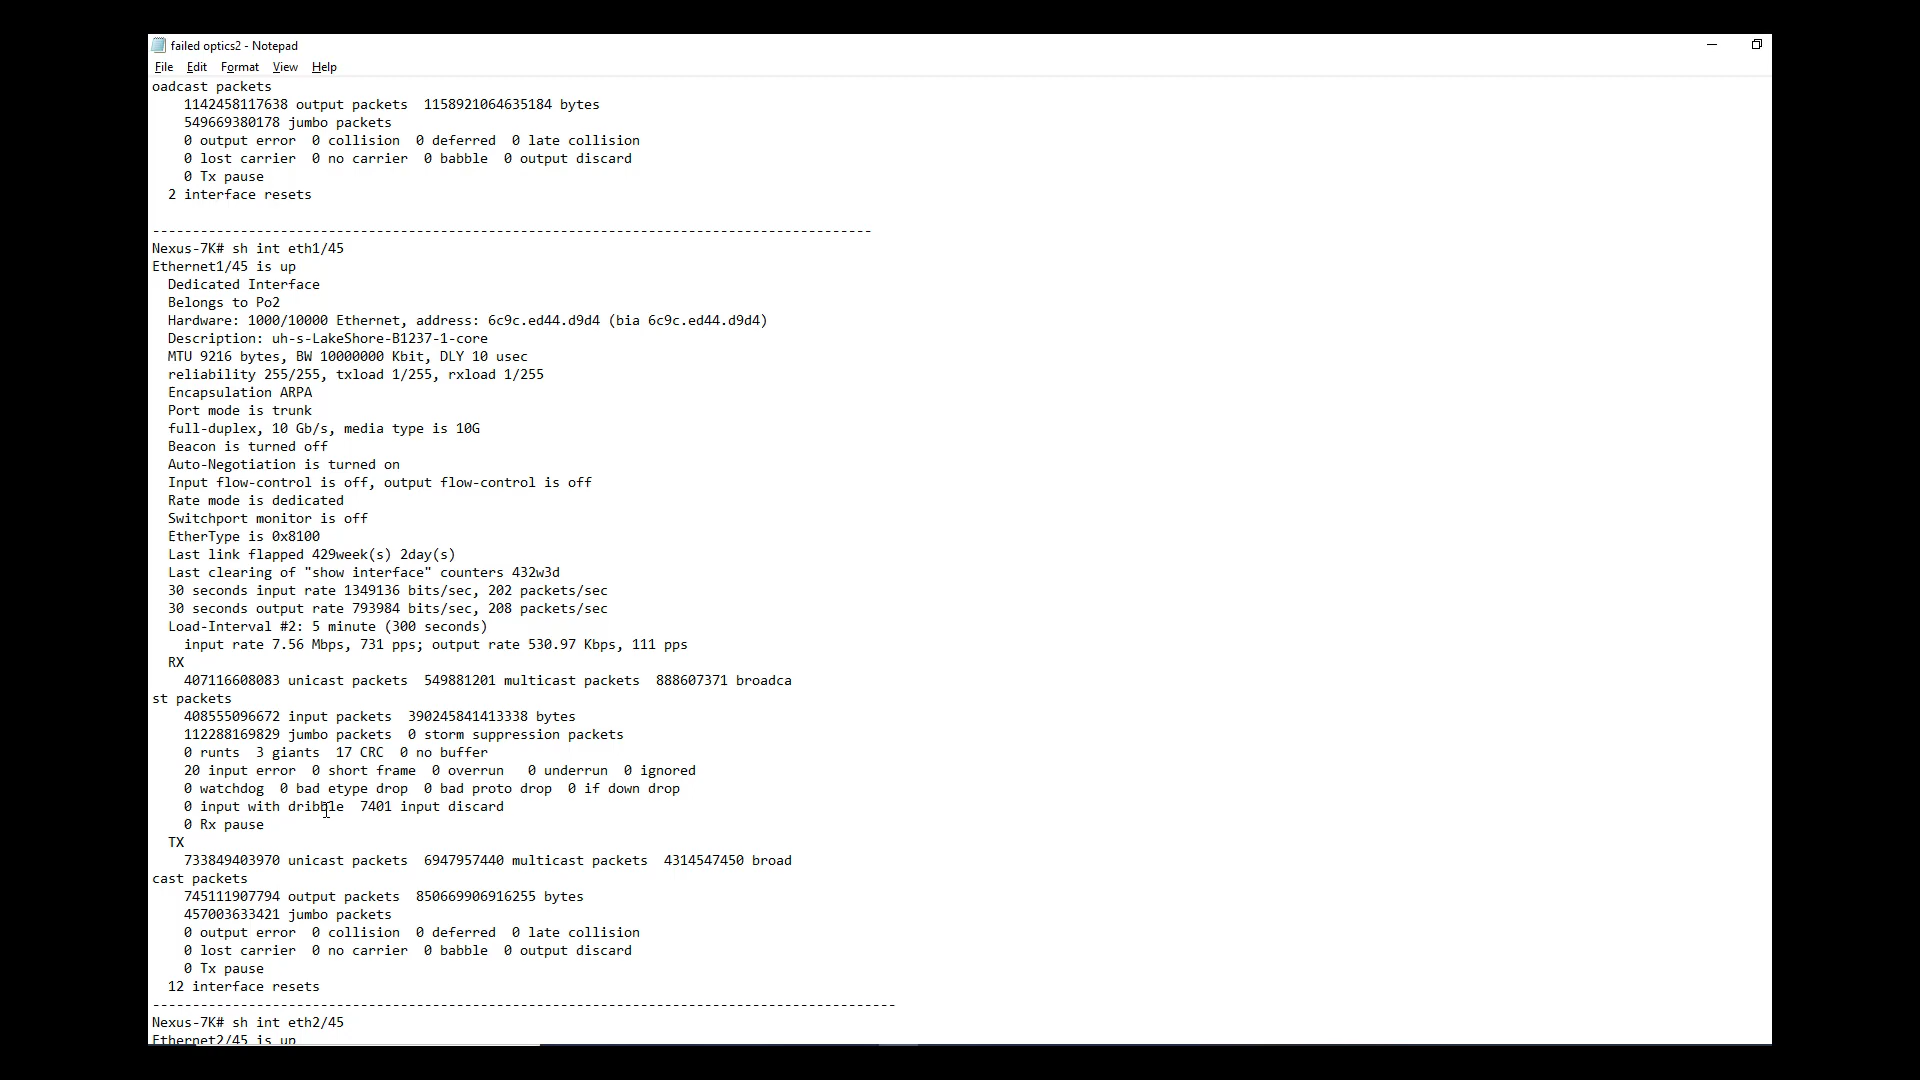 failed optics2 - Notepad
File Edit Format View Help
oadcast packets
    1142458117638 output packets  1158921064635184 bytes
    549669380178 jumbo packets
    0 output error  0 collision  0 deferred  0 late collision
    0 lost carrier  0 no carrier  0 babble  0 output discard
    0 Tx pause
  2 interface resets
------------------------------------------------------------------------------------------
Nexus-7K# sh int eth1/45
Ethernet1/45 is up
  Dedicated Interface
  Belongs to Po2
  Hardware: 1000/10000 Ethernet, address: 6c9c.ed44.d9d4 (bia 6c9c.ed44.d9d4)
  Description: uh-s-LakeShore-B1237-1-core
  MTU 9216 bytes, BW 10000000 Kbit, DLY 10 usec
  reliability 255/255, txload 1/255, rxload 1/255
  Encapsulation ARPA
  Port mode is trunk
  full-duplex, 10 Gb/s, media type is 10G
  Beacon is turned off
  Auto-Negotiation is turned on
  Input flow-control is off, output flow-control is off
  Rate mode is dedicated
  Switchport monitor is off
  EtherType is 0x8100
  Last link flapped 429week(s) 2day(s)
  Last clearing of "show interface" counters 432w3d
  30 seconds input rate 1349136 bits/sec, 202 packets/sec
  30 seconds output rate 793984 bits/sec, 208 packets/sec
  Load-Interval #2: 5 minute (300 seconds)
    input rate 7.56 Mbps, 731 pps; output rate 530.97 Kbps, 111 pps
  RX
    407116608083 unicast packets  549881201 multicast packets  888607371 broadca
st packets
    408555096672 input packets  390245841413338 bytes
    112288169829 jumbo packets  0 storm suppression packets
    0 runts  3 giants  17 CRC  0 no buffer
    20 input error  0 short frame  0 overrun   0 underrun  0 ignored
    0 watchdog  0 bad etype drop  0 bad proto drop  0 if down drop
    0 input with dribble  7401 input discard
    0 Rx pause
  TX
    733849403970 unicast packets  6947957440 multicast packets  4314547450 broad
cast packets
    745111907794 output packets  850669906916255 bytes
    457003633421 jumbo packets
    0 output error  0 collision  0 deferred  0 late collision
    0 lost carrier  0 no carrier  0 babble  0 output discard
    0 Tx pause
  12 interface resets
---------------------------------------------------------------------------------------------
Nexus-7K# sh int eth2/45
Ethernet2/45 is up